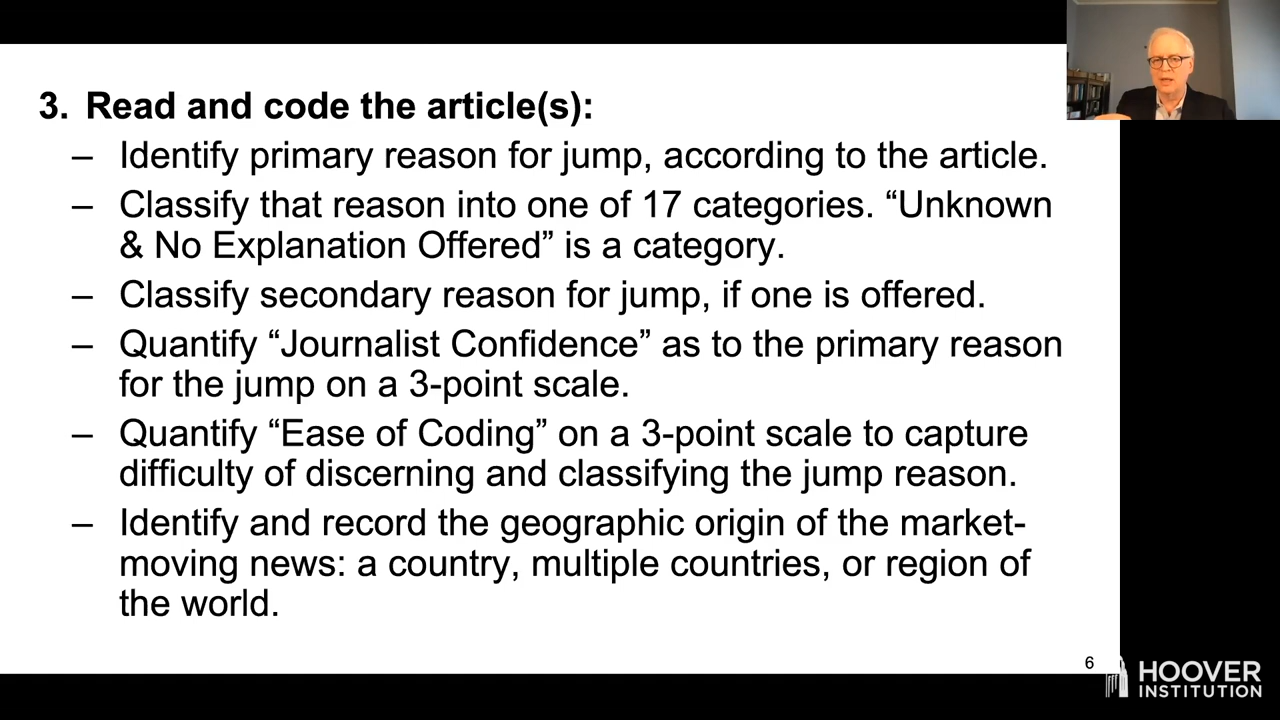 3. Read and code the article(s):
– Identify primary reason for jump, according to the article.
– Classify that reason into one of 17 categories. “Unknown
& No Explanation Offered” is a category.
– Classify secondary reason for jump, if one is offered.
– Quantify “Journalist Confidence” as to the primary reason
for the jump on a 3-point scale.
– Quantify “Ease of Coding” on a 3-point scale to capture
difficulty of discerning and classifying the jump reason.
– Identify and record the geographic origin of the market-
moving news: a country, multiple countries, or region of
the world.
6
HOOVER
INSTITUTION